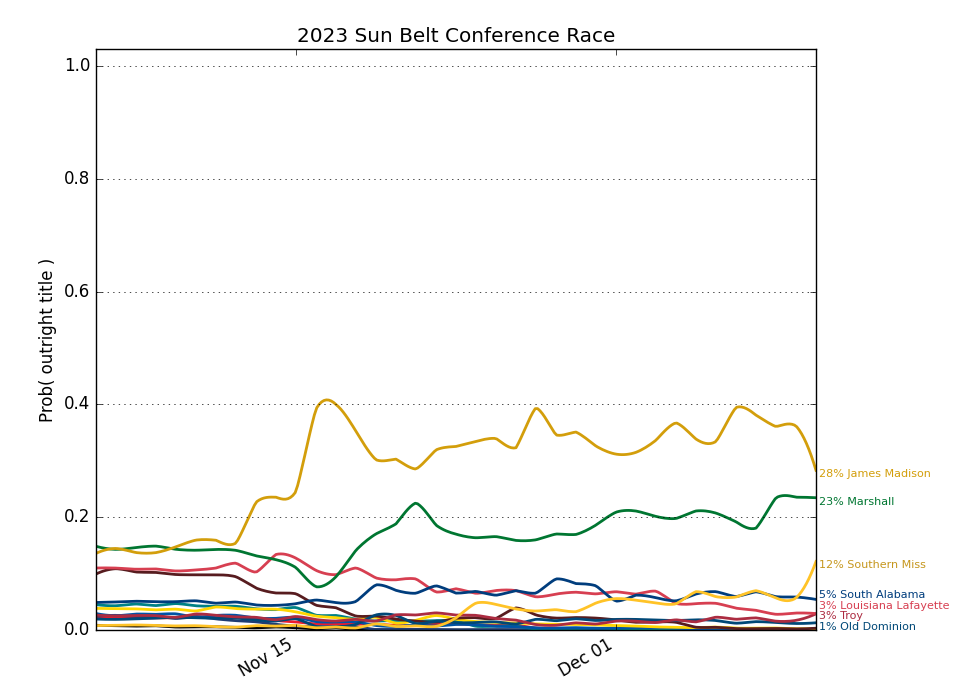 2023 Sun Belt Conference Race
Prob( outright title )
1.0
0.8
0.6
0.4
0.2
0.0
Nov 15
Dec 01
28% James Madison
23% Marshall
12% Southern Miss
5% South Alabama
3% Louisiana Lafayette
3% Troy
1% Old Dominion